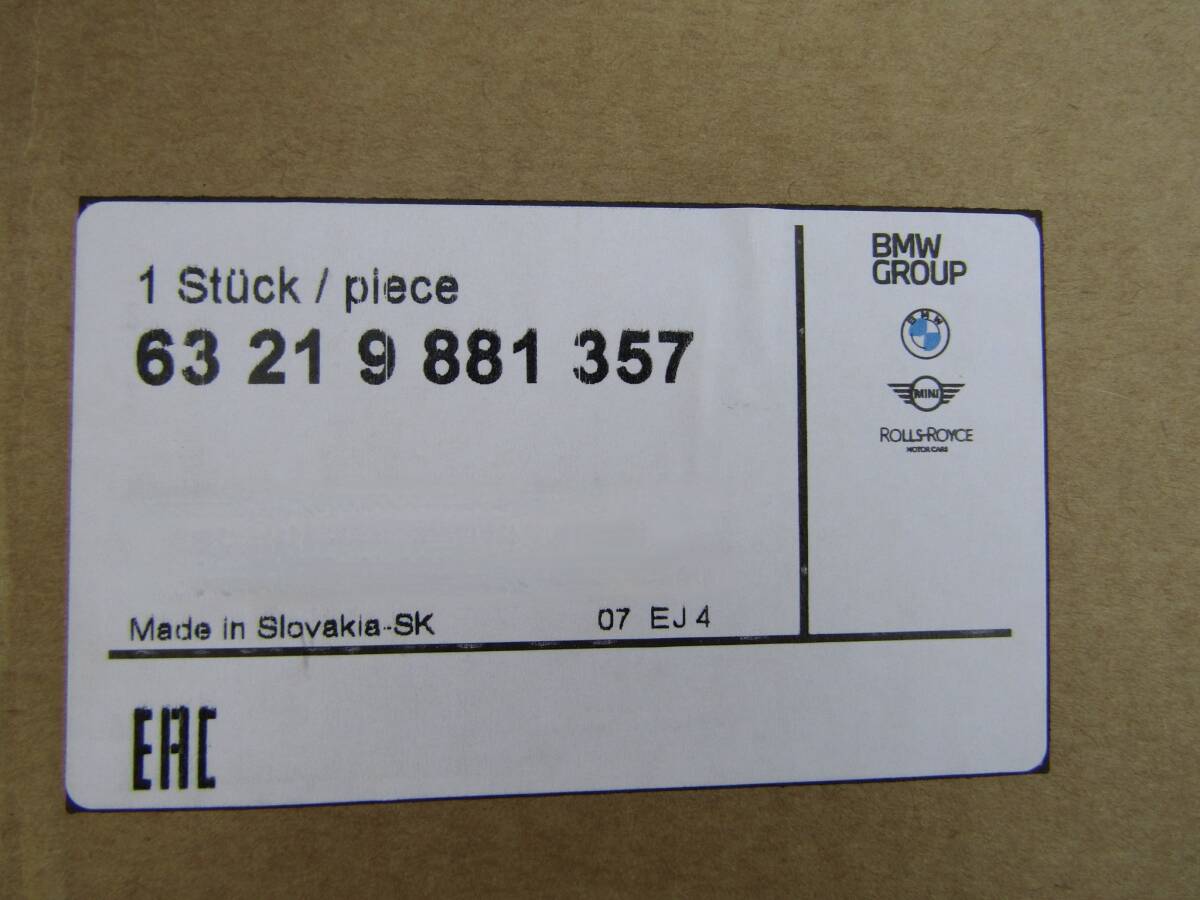 1 Stück / piece
63 21 9 881 357
Made in Slovakia-SK
07 EJ 4
BMW
GROUP
BMW
MINI
ROLLS-ROYCE
MOTOR CARS
EAC